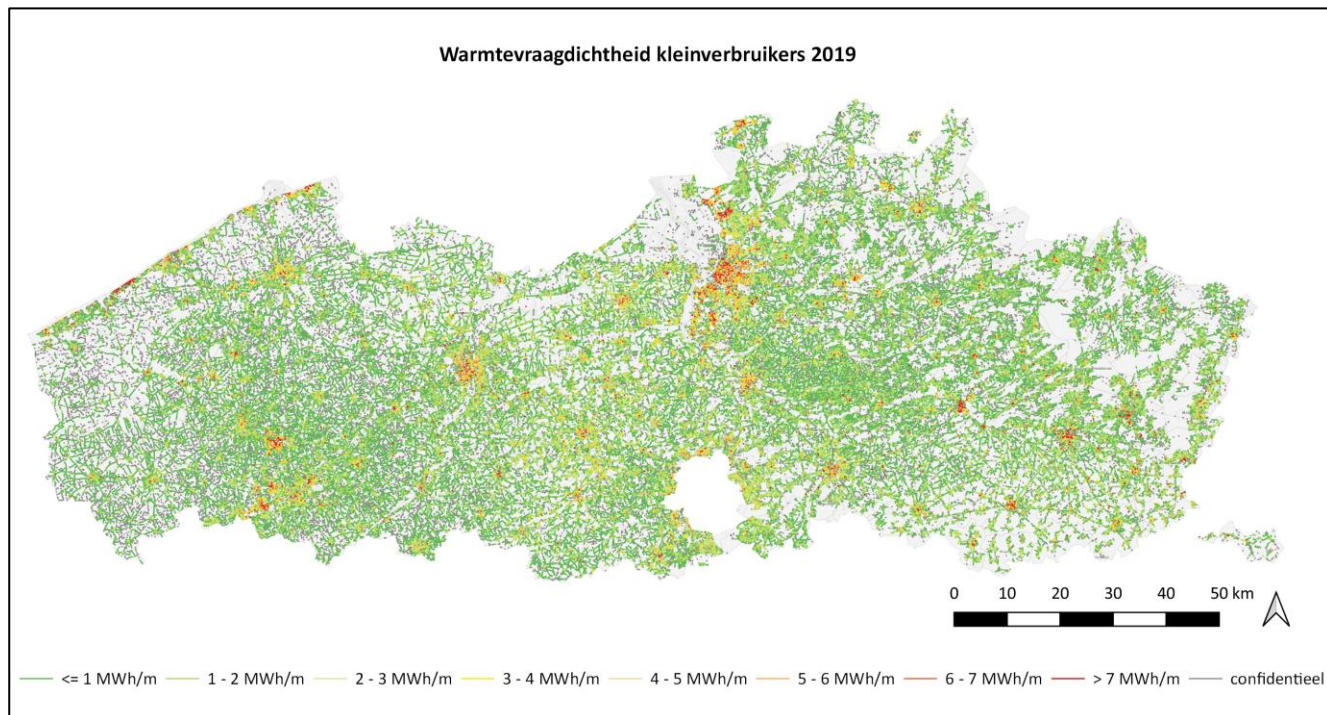 Warmtevraagdichtheid kleinverbruikers 2019
0 10 20 30 40 50 km
<= 1 MWh/m 1 - 2 MWh/m 2 - 3 MWh/m 3 - 4 MWh/m 4 - 5 MWh/m 5 - 6 MWh/m 6 - 7 MWh/m > 7 MWh/m confidentieel